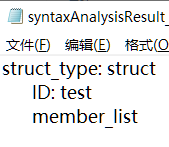 syntaxAnalysisResult_
文件(F) 编辑(E) 格式(O
struct_type: struct
ID: test
member_list